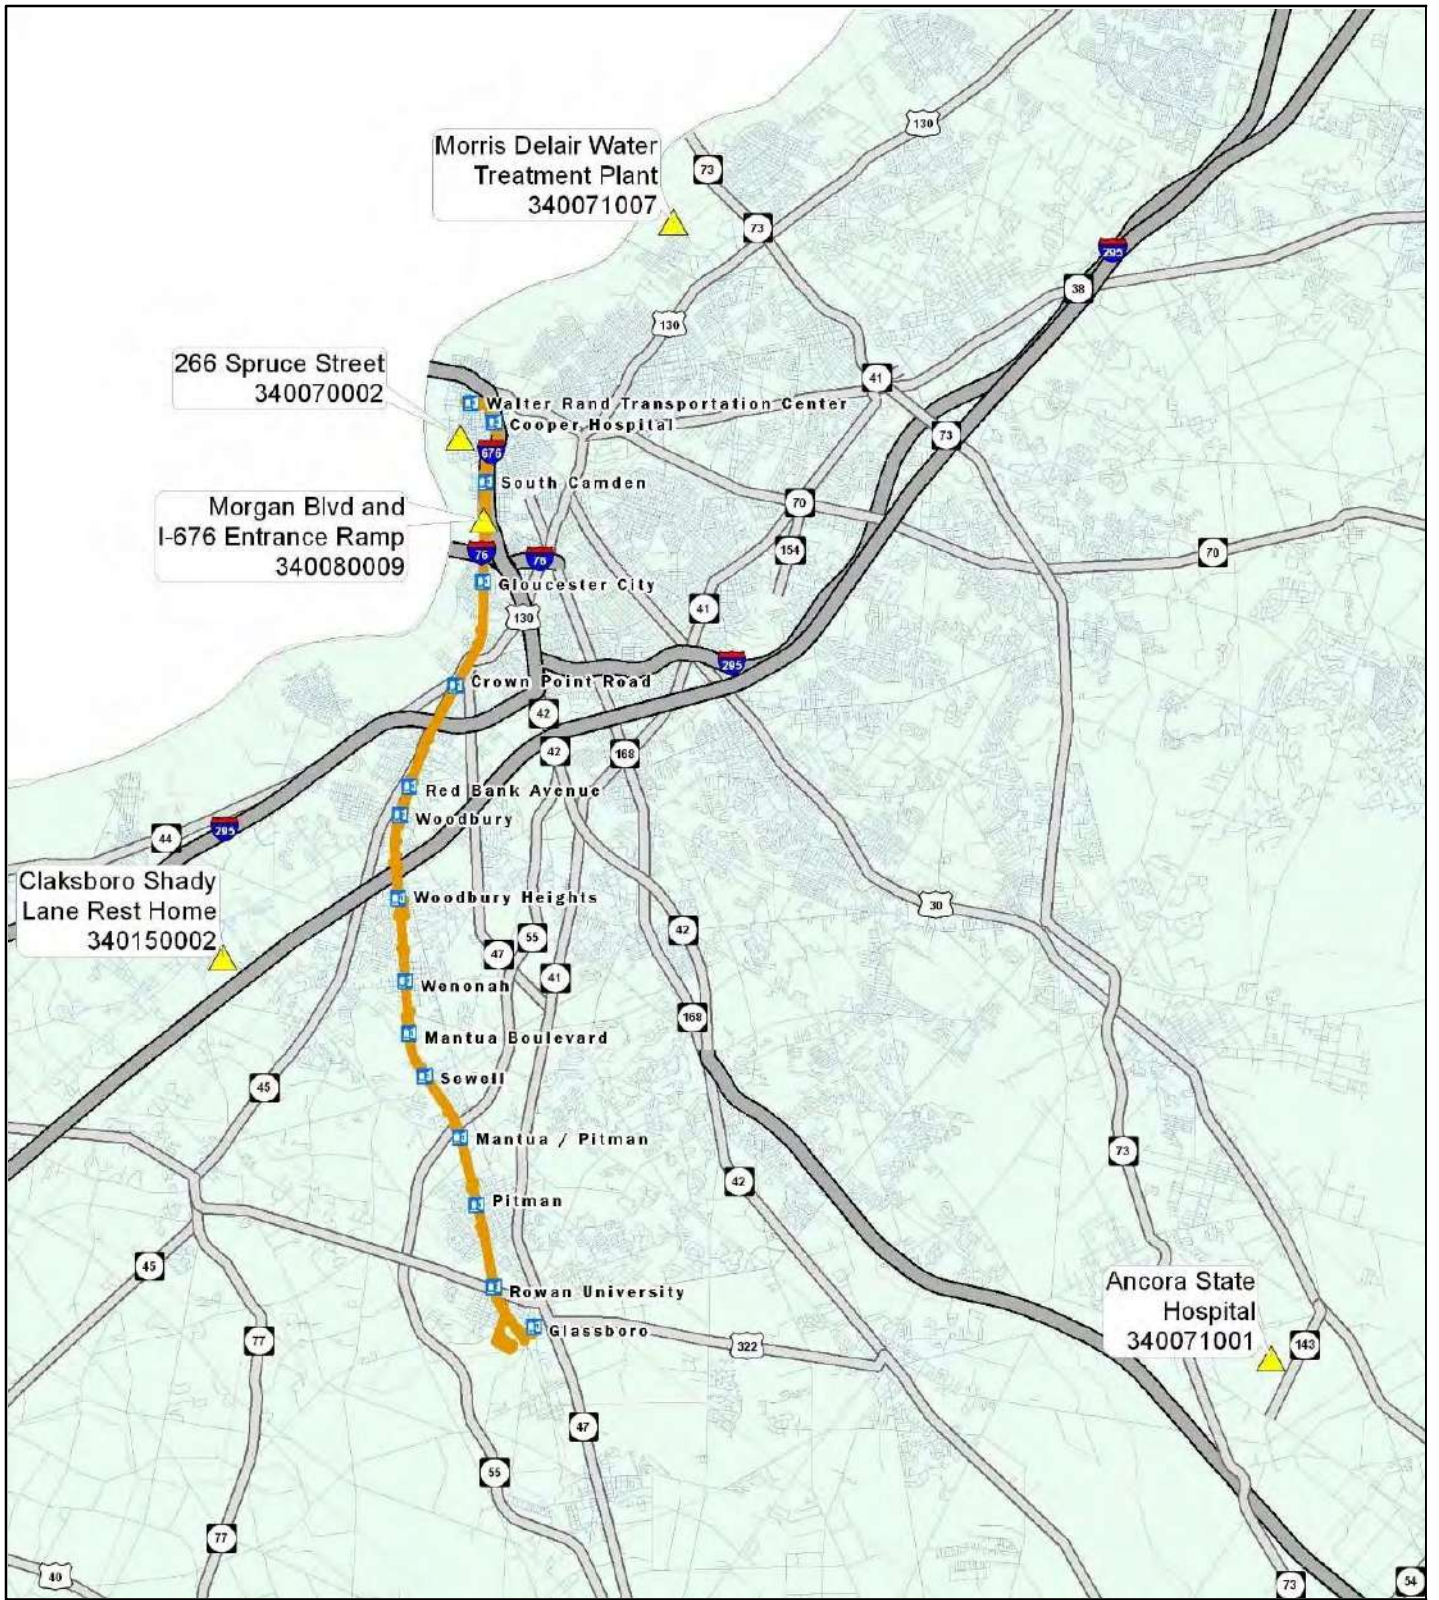 130
Morris Delair Water
Treatment Plant
340071007
73
73
295
38
130
266 Spruce Street
340070002
41
Walter Rand Transportation Center
Cooper Hospital
73
676
South Camden
70
Morgan Blvd and
I-676 Entrance Ramp
340080009
76
76
154
70
Gloucester City
41
130
295
Crown Point Road
42
42
168
Red Bank Avenue
Woodbury
44
295
Claksboro Shady
Lane Rest Home
340150002
Woodbury Heights
30
42
55
47
41
Wenonah
168
Mantua Boulevard
Sewell
45
Mantua / Pitman
73
42
Pitman
45
Ancora State
Hospital
340071001
Rowan University
Glassboro
77
322
143
47
55
77
40
73
54